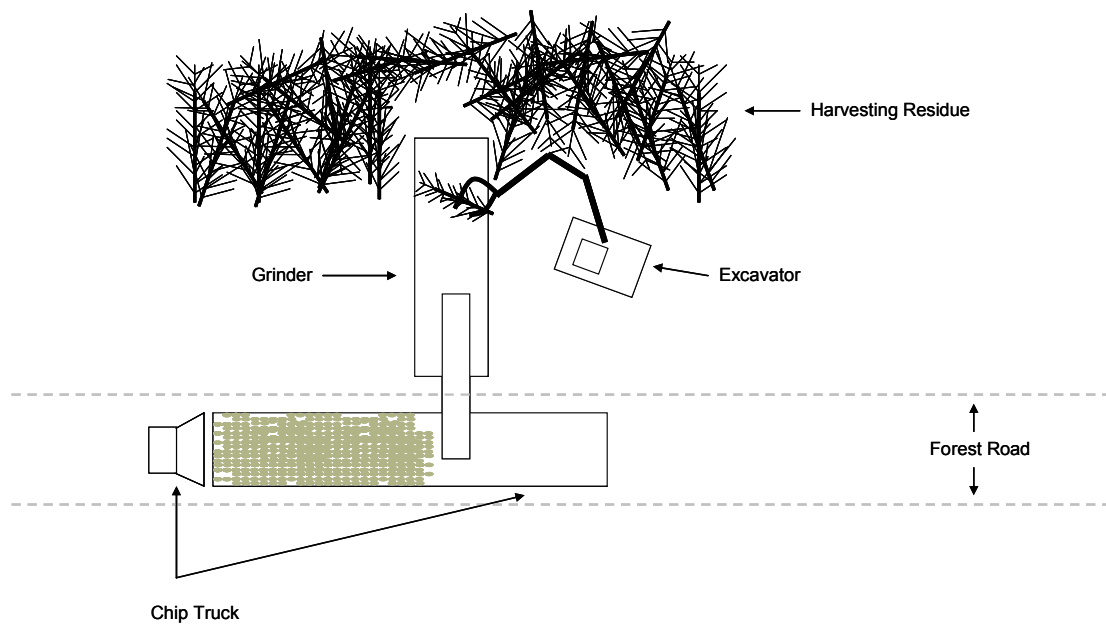 Harvesting Residue
Grinder
Excavator
Forest Road
Chip Truck